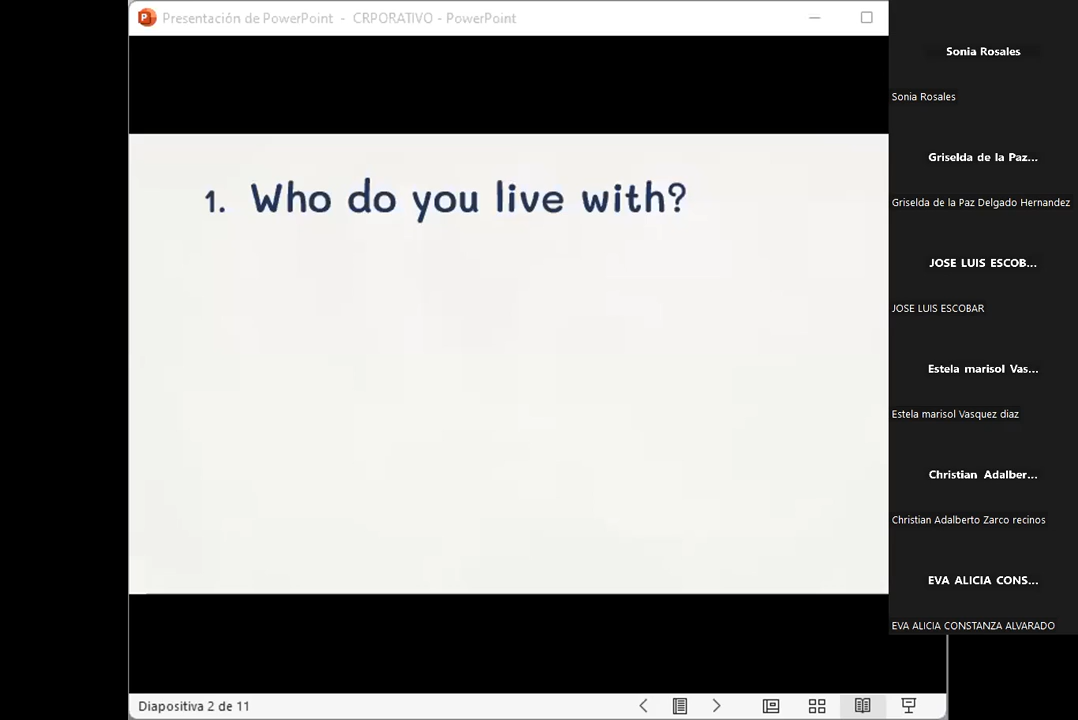 Presentación de PowerPoint - CRPORATIVO - PowerPoint
1. Who do you live with?
Diapositiva 2 de 11
Sonia Rosales
Sonia Rosales
Griselda de la Paz...
Griselda de la Paz Delgado Hernandez
JOSE LUIS ESCOB...
JOSE LUIS ESCOBAR
Estela marisol Vas...
Estela marisol Vasquez diaz
Christian Adalber...
Christian Adalberto Zarco recinos
EVA ALICIA CONS...
EVA ALICIA CONSTANZA ALVARADO